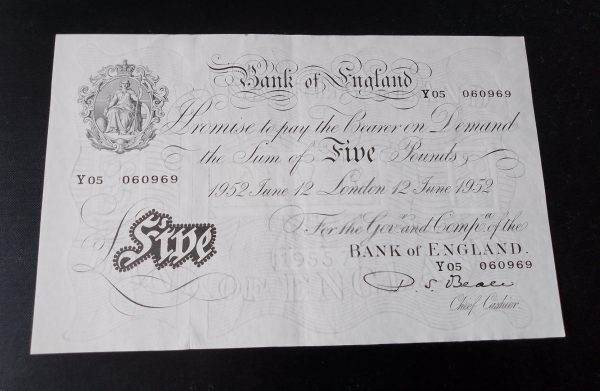 Bank of England
Y05 060969
I Promise to pay the Bearer on Demand
the Sum of Five Pounds
Y05 060969
1952 June 12 London 12 June 1952
For the Govr. and Compa. of the
BANK OF ENGLAND.
Y05 060969
£Five
P. S. Beale
Chief Cashier.